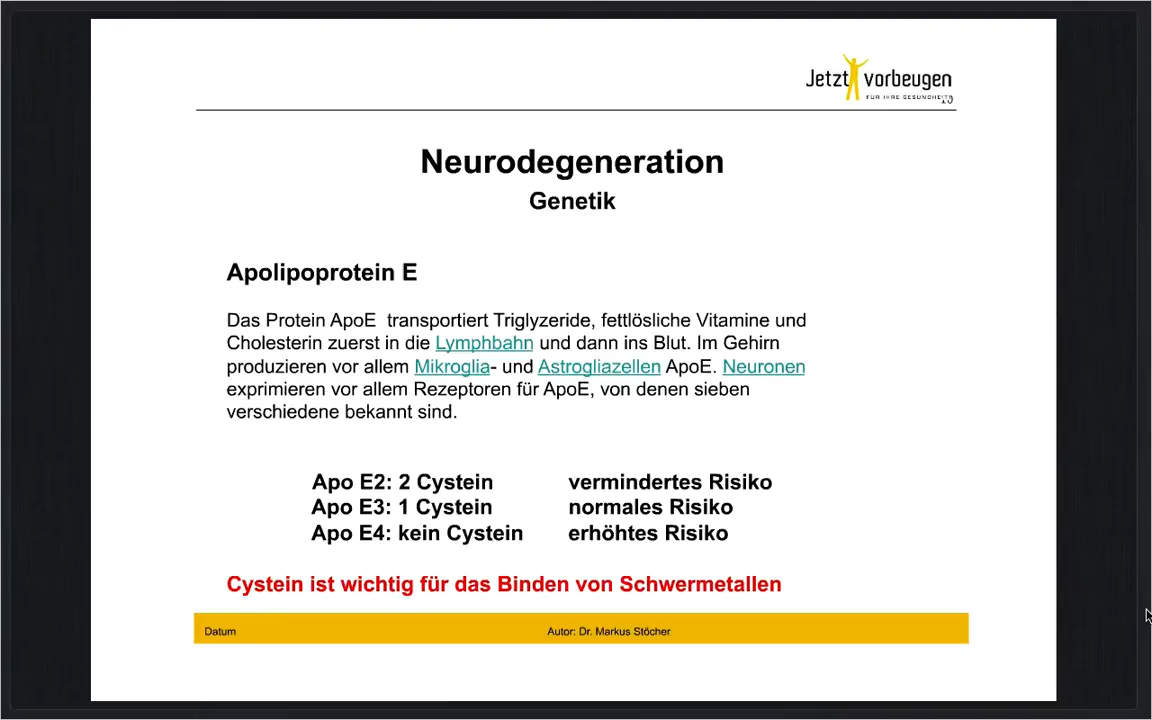 Jetzt vorbeugen
FÜR IHRE GESUNDHEIT
Neurodegeneration
Genetik
Apolipoprotein E
Das Protein ApoE transportiert Triglyzeride, fettlösliche Vitamine und
Cholesterin zuerst in die Lymphbahn und dann ins Blut. Im Gehirn
produzieren vor allem Mikroglia- und Astrogliazellen ApoE. Neuronen
exprimieren vor allem Rezeptoren für ApoE, von denen sieben
verschiedene bekannt sind.
Apo E2: 2 Cystein vermindertes Risiko
Apo E3: 1 Cystein normales Risiko
Apo E4: kein Cystein erhöhtes Risiko
Cystein ist wichtig für das Binden von Schwermetallen
Datum Autor: Dr. Markus Stöcher